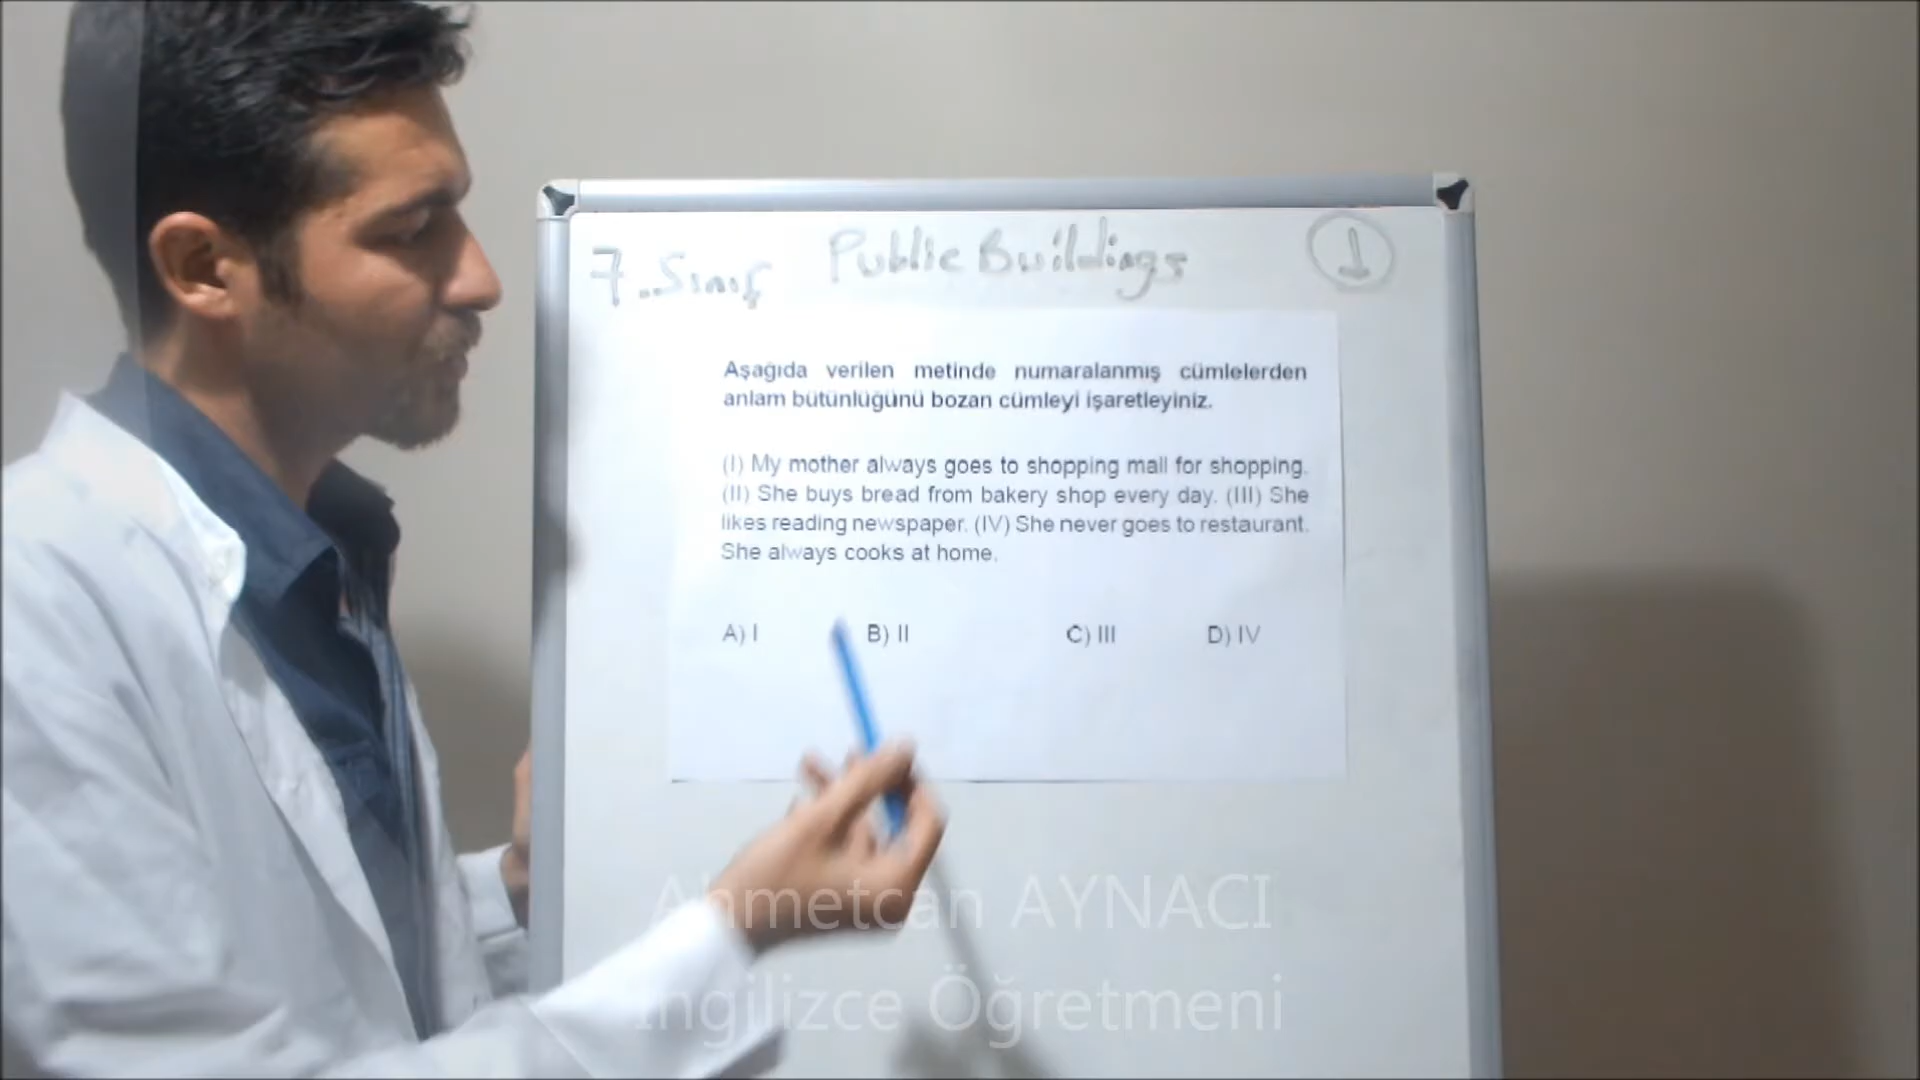 7. Sınıf Public Buildings 1
Aşağıda verilen metinde numaralanmış cümlelerden
anlam bütünlüğünü bozan cümleyi işaretleyiniz.
(I) My mother always goes to shopping mall for shopping.
(II) She buys bread from bakery shop every day. (III) She
likes reading newspaper. (IV) She never goes to restaurant.
She always cooks at home.
A) I B) II C) III D) IV
Ahmetcan AYNACI
İngilizce Öğretmeni